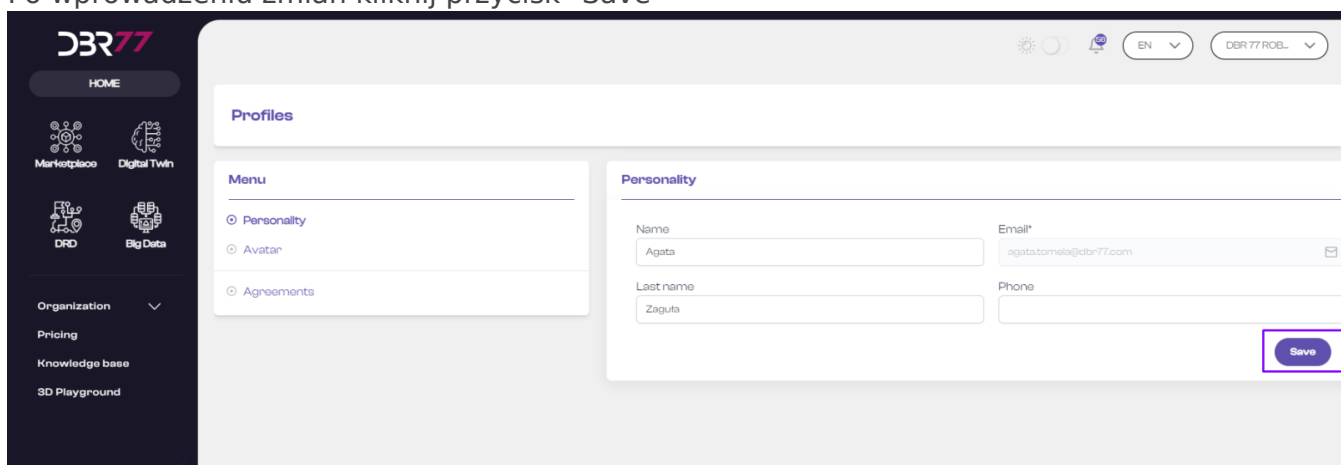 Po wprowadzeniu zmian kliknij przycisk "Save"
DBR77
HOME
Marketplace
Digital Twin
DRD
Big Data
Organization
Pricing
Knowledge base
3D Playground
50
EN
DBR 77 ROB...
Profiles
Menu
Personality
Avatar
Agreements
Personality
Name
Email*
Agata
agata.tomela@dbr77.com
Last name
Phone
Zaguła
Save